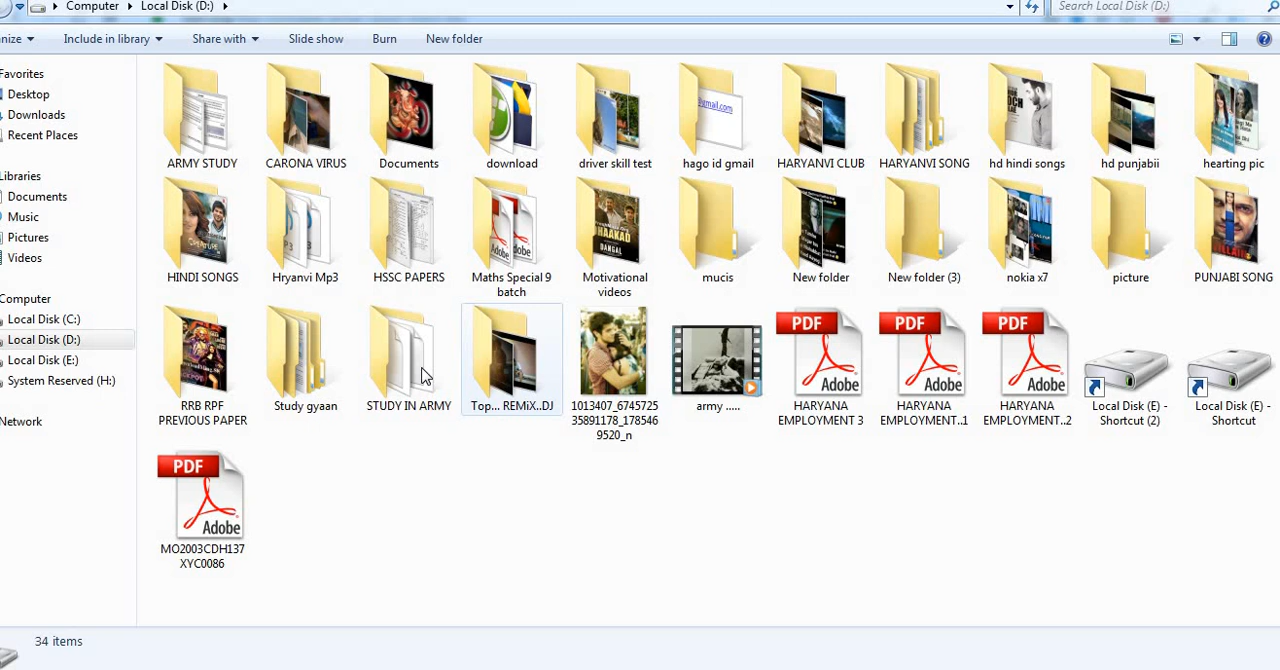 Computer Local Disk (D:) Search Local Disk (D:)
nize Include in library Share with Slide show Burn New folder
Favorites
Desktop
Downloads
Recent Places
Libraries
Documents
Music
Pictures
Videos
Computer
Local Disk (C:)
Local Disk (D:)
Local Disk (E:)
System Reserved (H:)
Network
@gmail.com
ARMY STUDY CARONA VIRUS Documents download driver skill test hago id gmail HARYANVI CLUB HARYANVI SONG hd hindi songs hd punjabii hearting pic
DHAAKAD
DANGAL
HINDI SONGS Hryanvi Mp3 HSSC PAPERS Maths Special 9 Motivational mucis New folder New folder (3) nokia x7 picture PUNJABI SONG
batch videos
PDF PDF PDF
Adobe Adobe Adobe
RRB RPF Study gyaan STUDY IN ARMY Top... REMiX..DJ 1013407_6745725 army ..... HARYANA HARYANA HARYANA Local Disk (E) - Local Disk (E) -
PREVIOUS PAPER 35891178_178546 EMPLOYMENT 3 EMPLOYMENT..1 EMPLOYMENT..2 Shortcut (2) Shortcut
9520_n
PDF
Adobe
MO2003CDH137
XYC0086
34 items